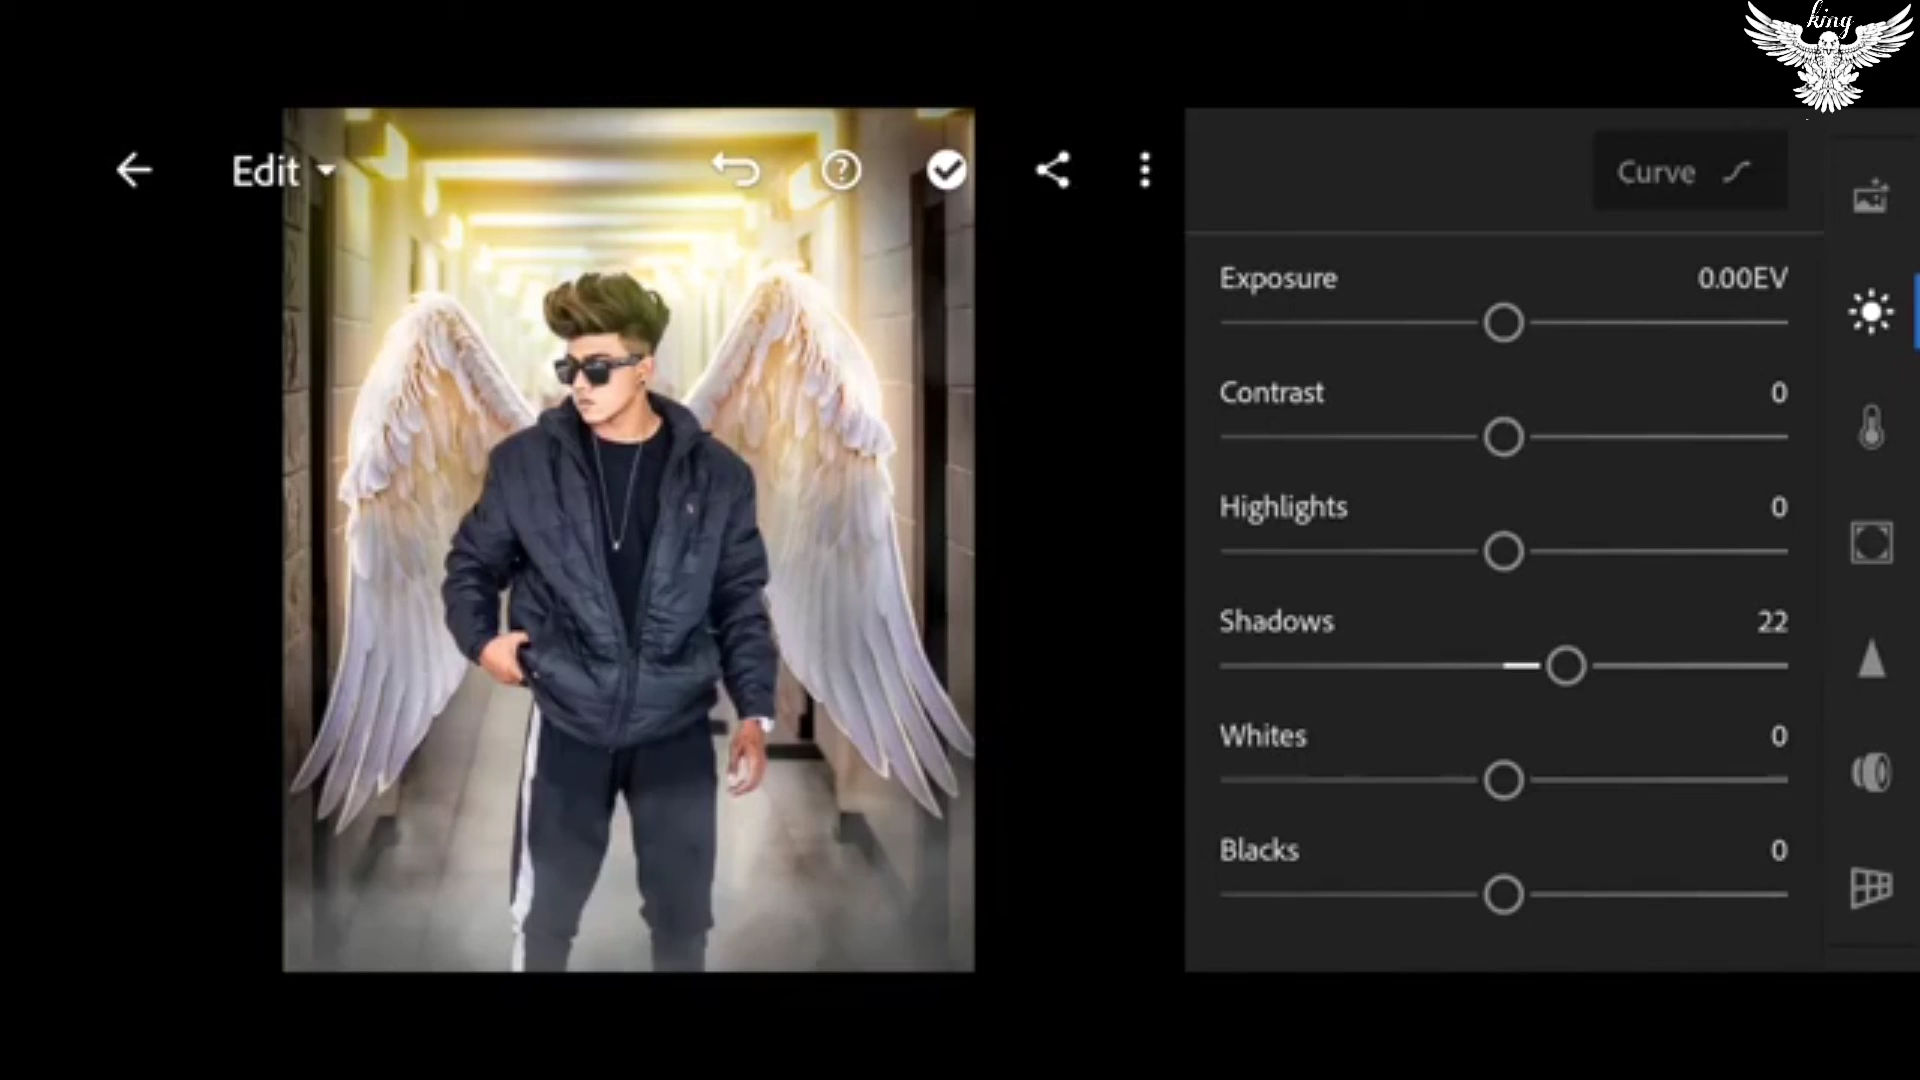 king
Edit
Curve
Exposure 0.00EV
Contrast 0
Highlights 0
Shadows 22
Whites 0
Blacks 0